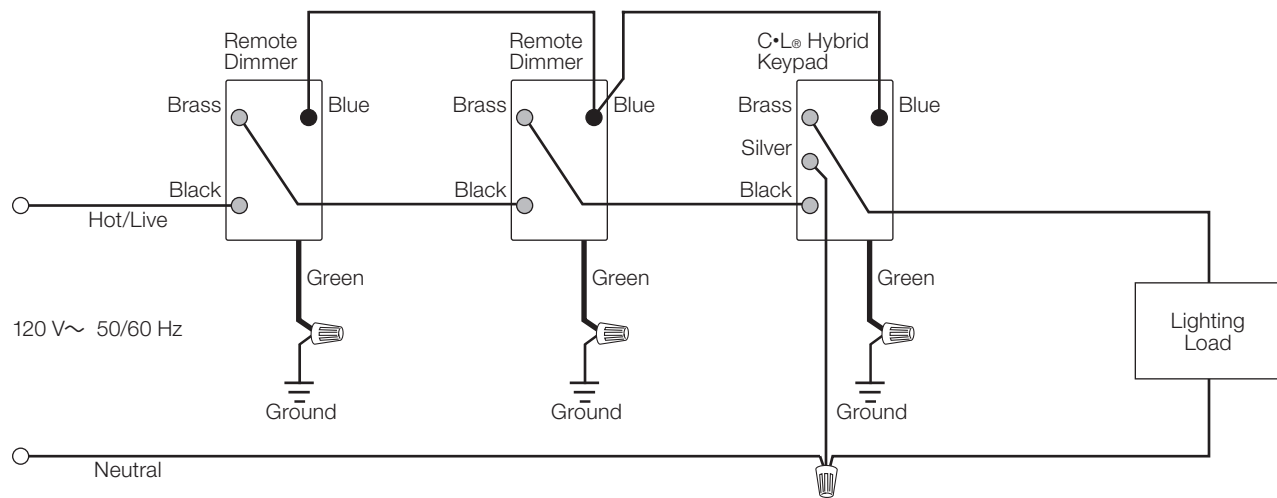 Remote
Dimmer
Remote
Dimmer
C•L® Hybrid
Keypad
Brass
Blue
Brass
Blue
Brass
Blue
Silver
Black
Black
Black
Hot/Live
Green
Green
Green
120 V~ 50/60 Hz
Lighting
Load
Ground
Ground
Ground
Neutral